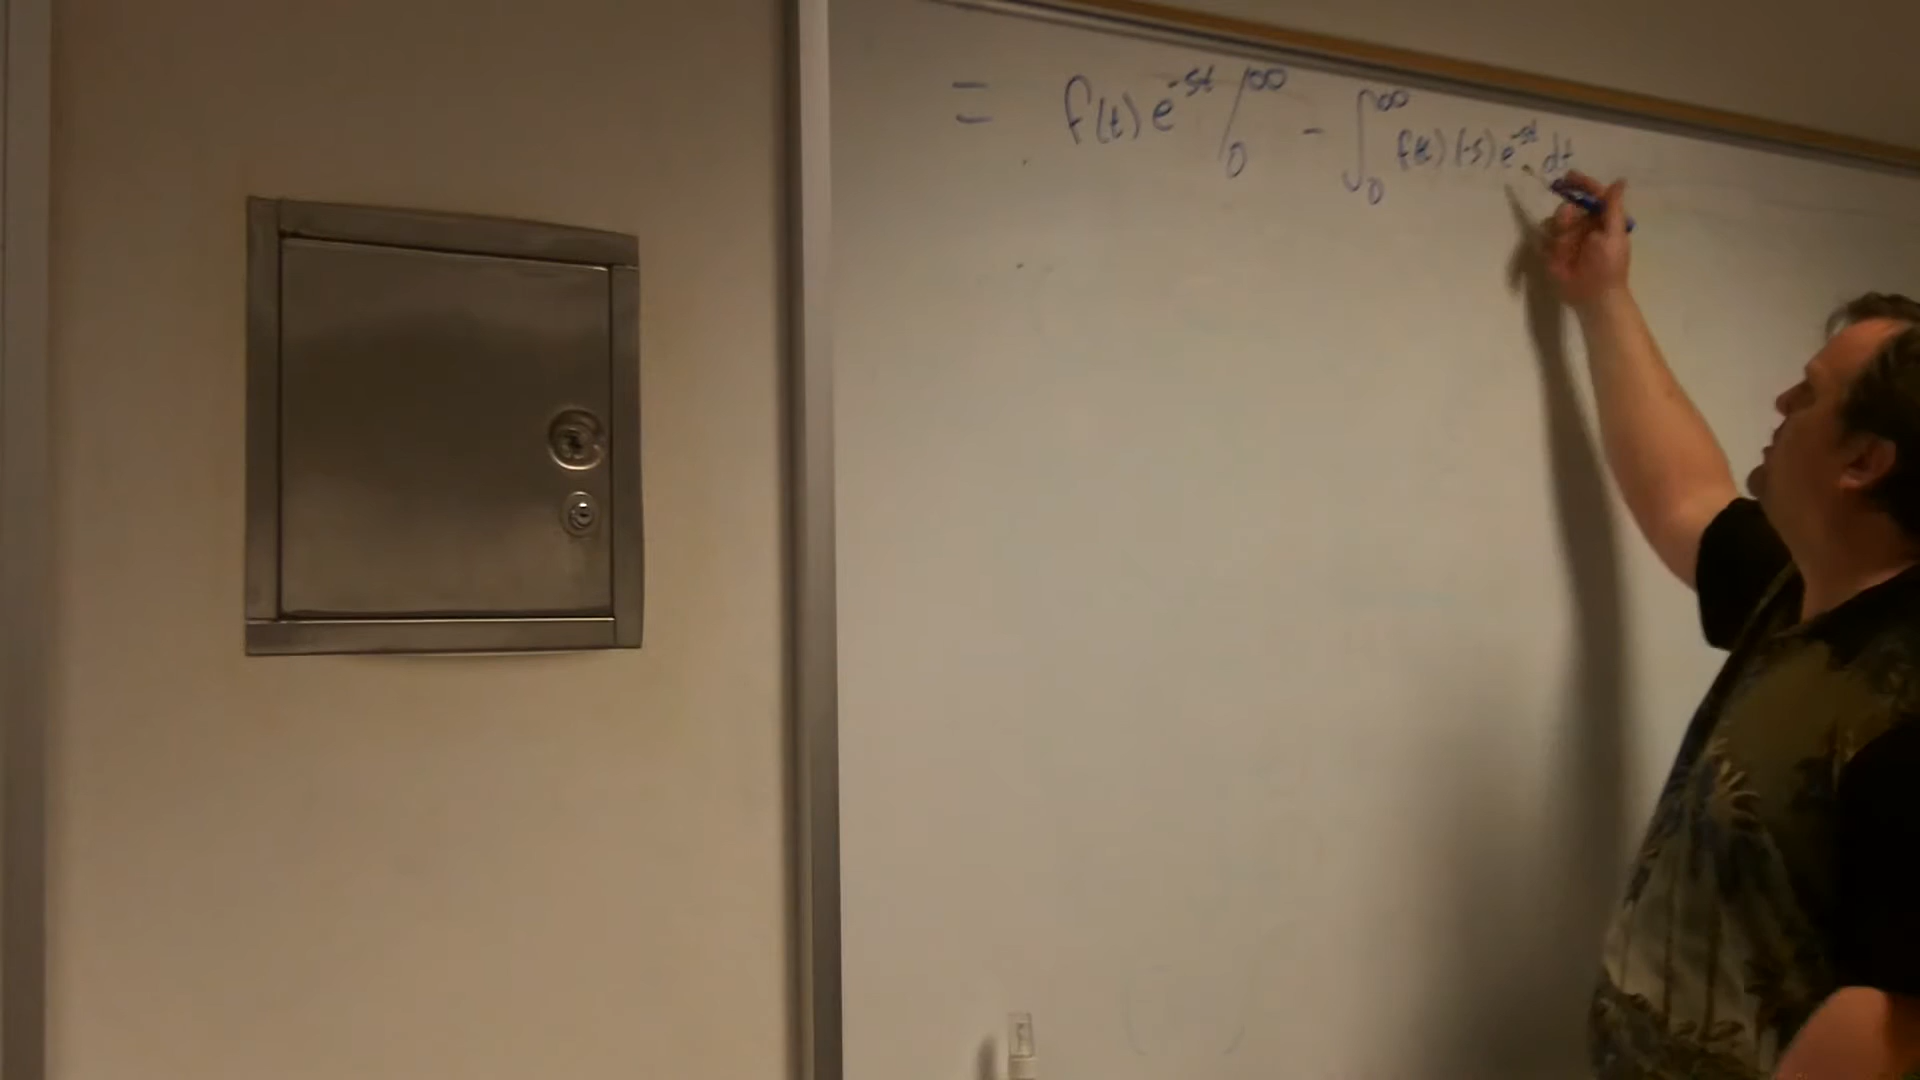 = f(t) e^{-st} |_0^∞ - ∫_0^∞ f(t) (-s) e^{-st} dt